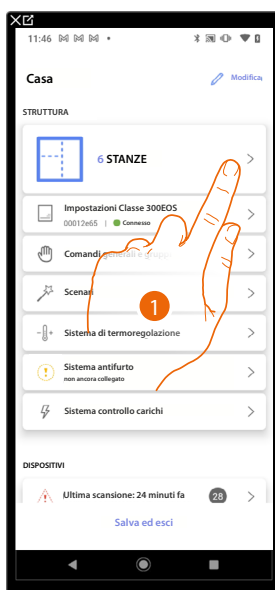 11:46
Casa
Modifica
STRUTTURA
6 STANZE
Impostazioni Classe 300EOS
00012e65 | Connesso
Comandi generali e gruppi
Scenari
1
Sistema di termoregolazione
Sistema antifurto
non ancora collegato
Sistema controllo carichi
DISPOSITIVI
Ultima scansione: 24 minuti fa
28
Salva ed esci